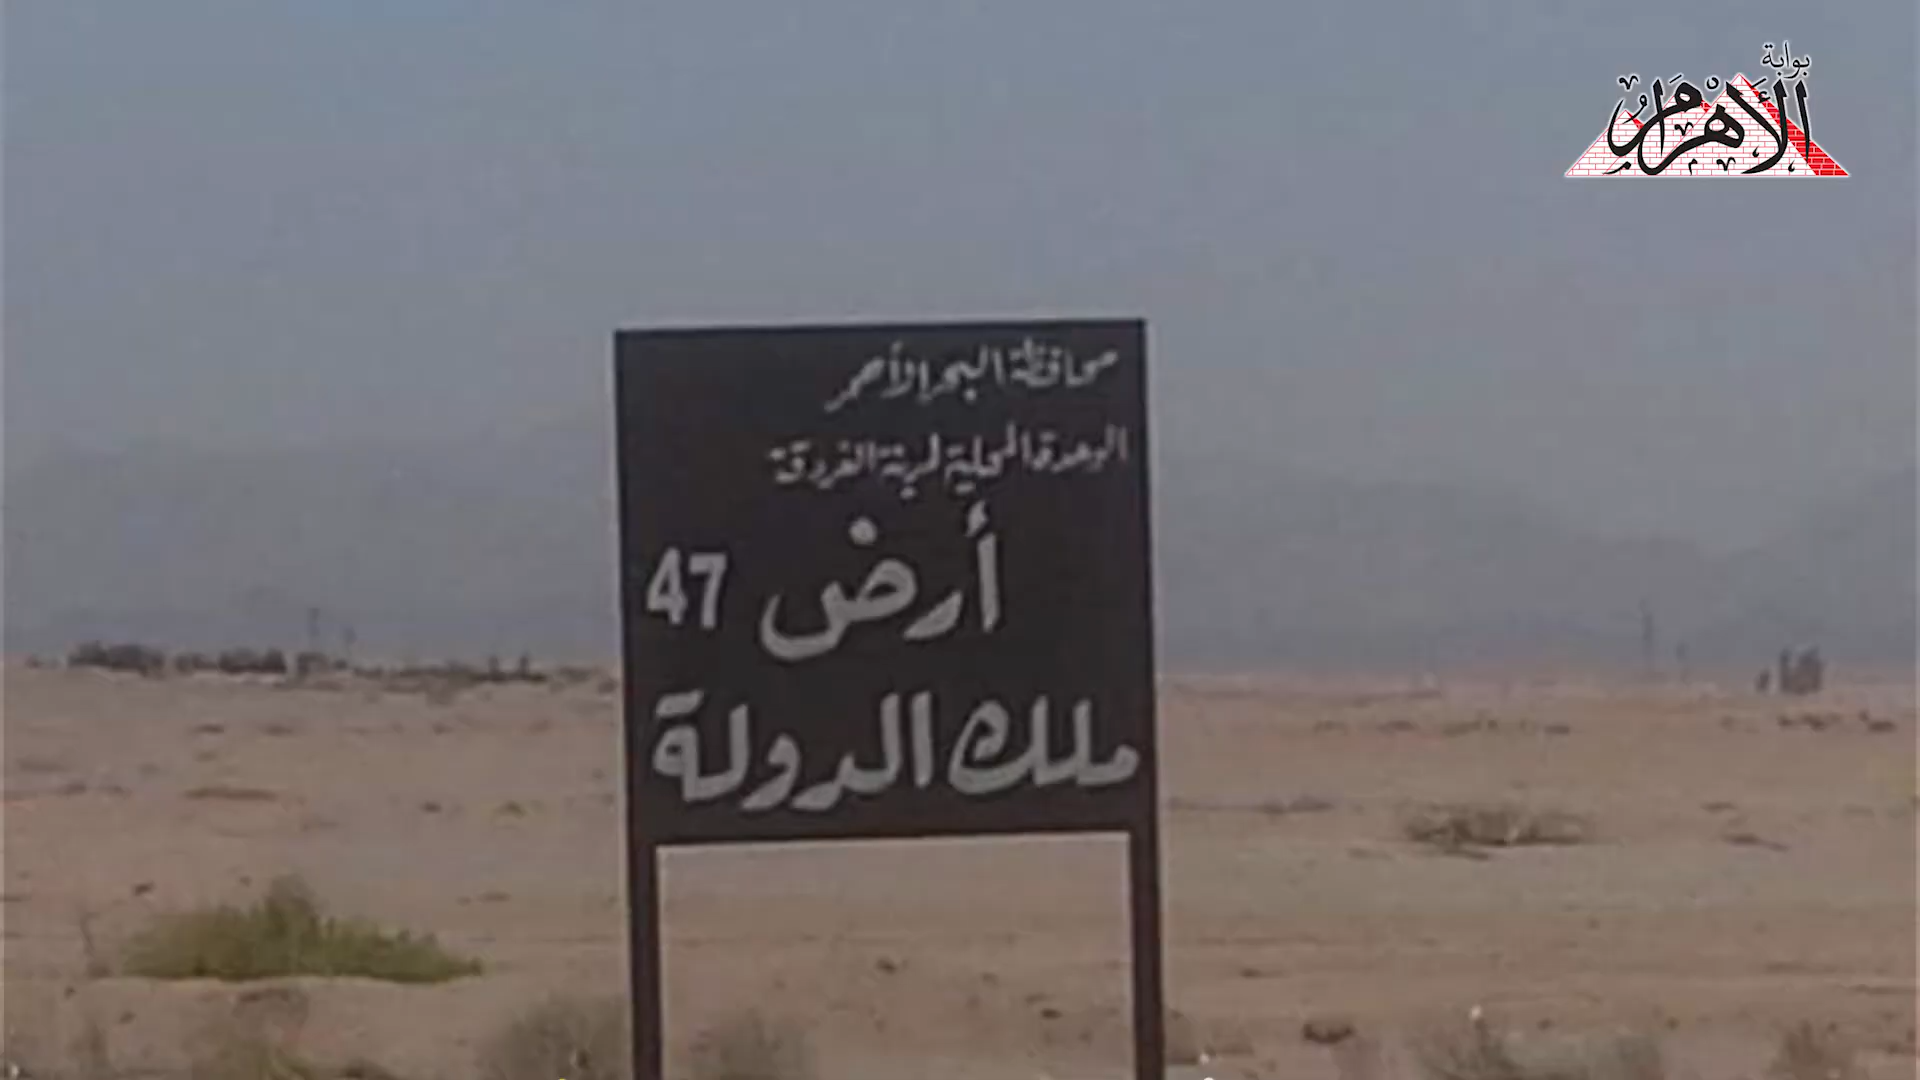 بوابة
الأهرام
محافظة البحر الأحمر
الوحدة المحلية لمدينة الغردقة
أرض 47
ملك الدولة